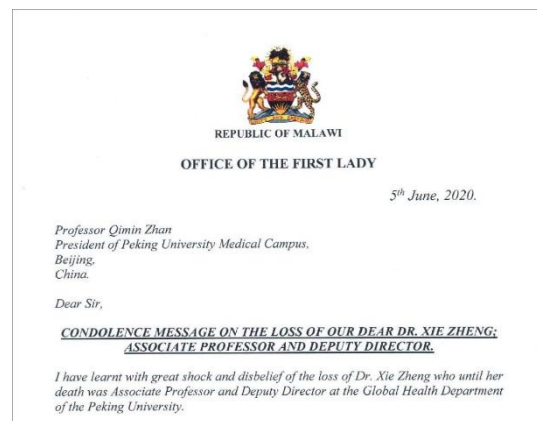 REPUBLIC OF MALAWI
OFFICE OF THE FIRST LADY
5th June, 2020.
Professor Qimin Zhan
President of Peking University Medical Campus,
Beijing,
China.
Dear Sir,
CONDOLENCE MESSAGE ON THE LOSS OF OUR DEAR DR. XIE ZHENG;
ASSOCIATE PROFESSOR AND DEPUTY DIRECTOR.
I have learnt with great shock and disbelief of the loss of Dr. Xie Zheng who until her
death was Associate Professor and Deputy Director at the Global Health Department
of the Peking University.